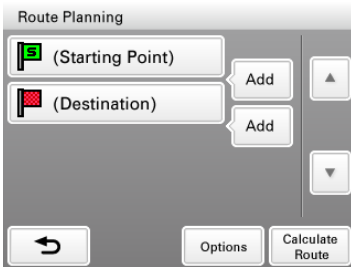 Route Planning
S (Starting Point)
Add
(Destination)
Add
Options
Calculate
Route